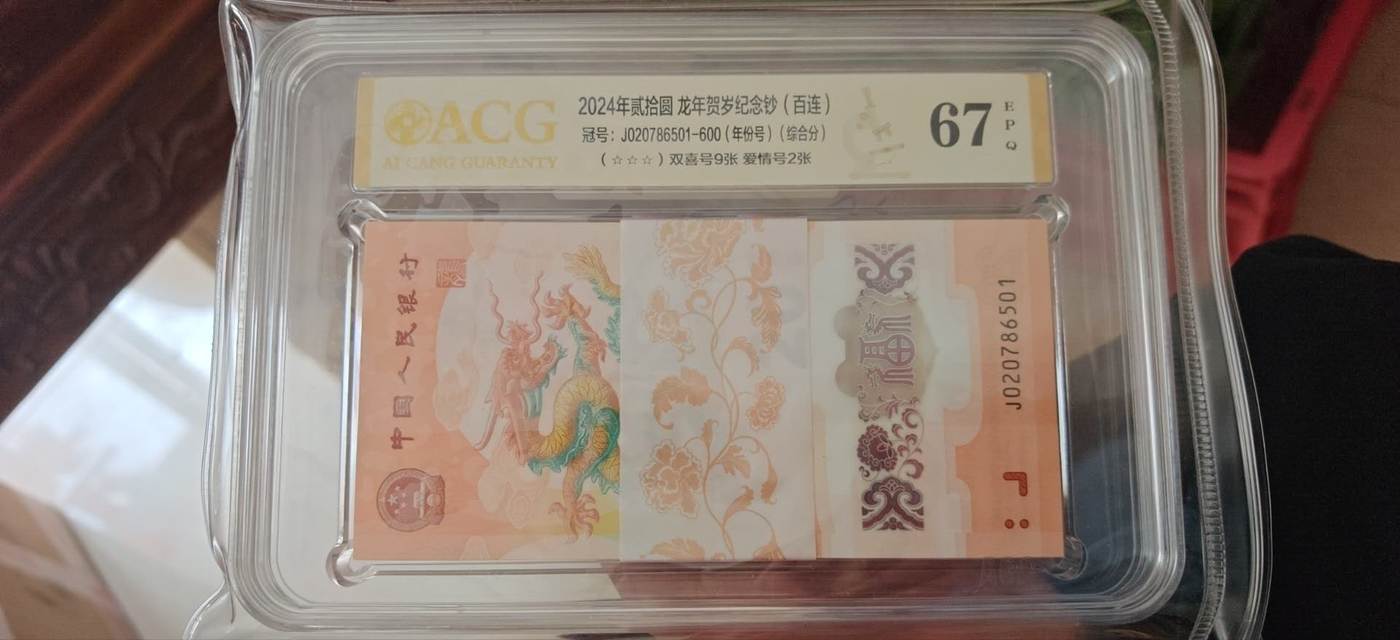 ACG
AI CANG GUARANTY
2024年贰拾圆 龙年贺岁纪念钞(百连)
冠号:J020786501-600(年份号)(综合分)
(☆☆☆)双喜号9张 爱情号2张
67
EPQ
中国人民银行
J020786501